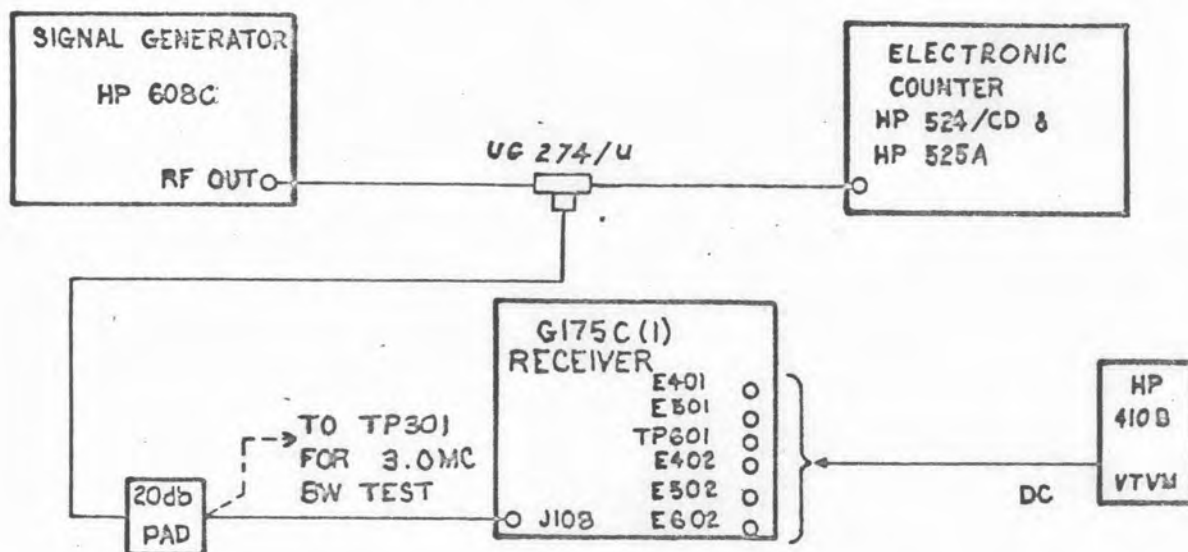 SIGNAL GENERATOR
HP 608C
RF OUT
UG 274/U
ELECTRONIC
COUNTER
HP 524/CD &
HP 525A
G175C(1)
RECEIVER
E401
E501
TP601
E402
E502
E602
J108
TO TP301
FOR 3.0MC
BW TEST
20db
PAD
DC
HP
410B
VTVM